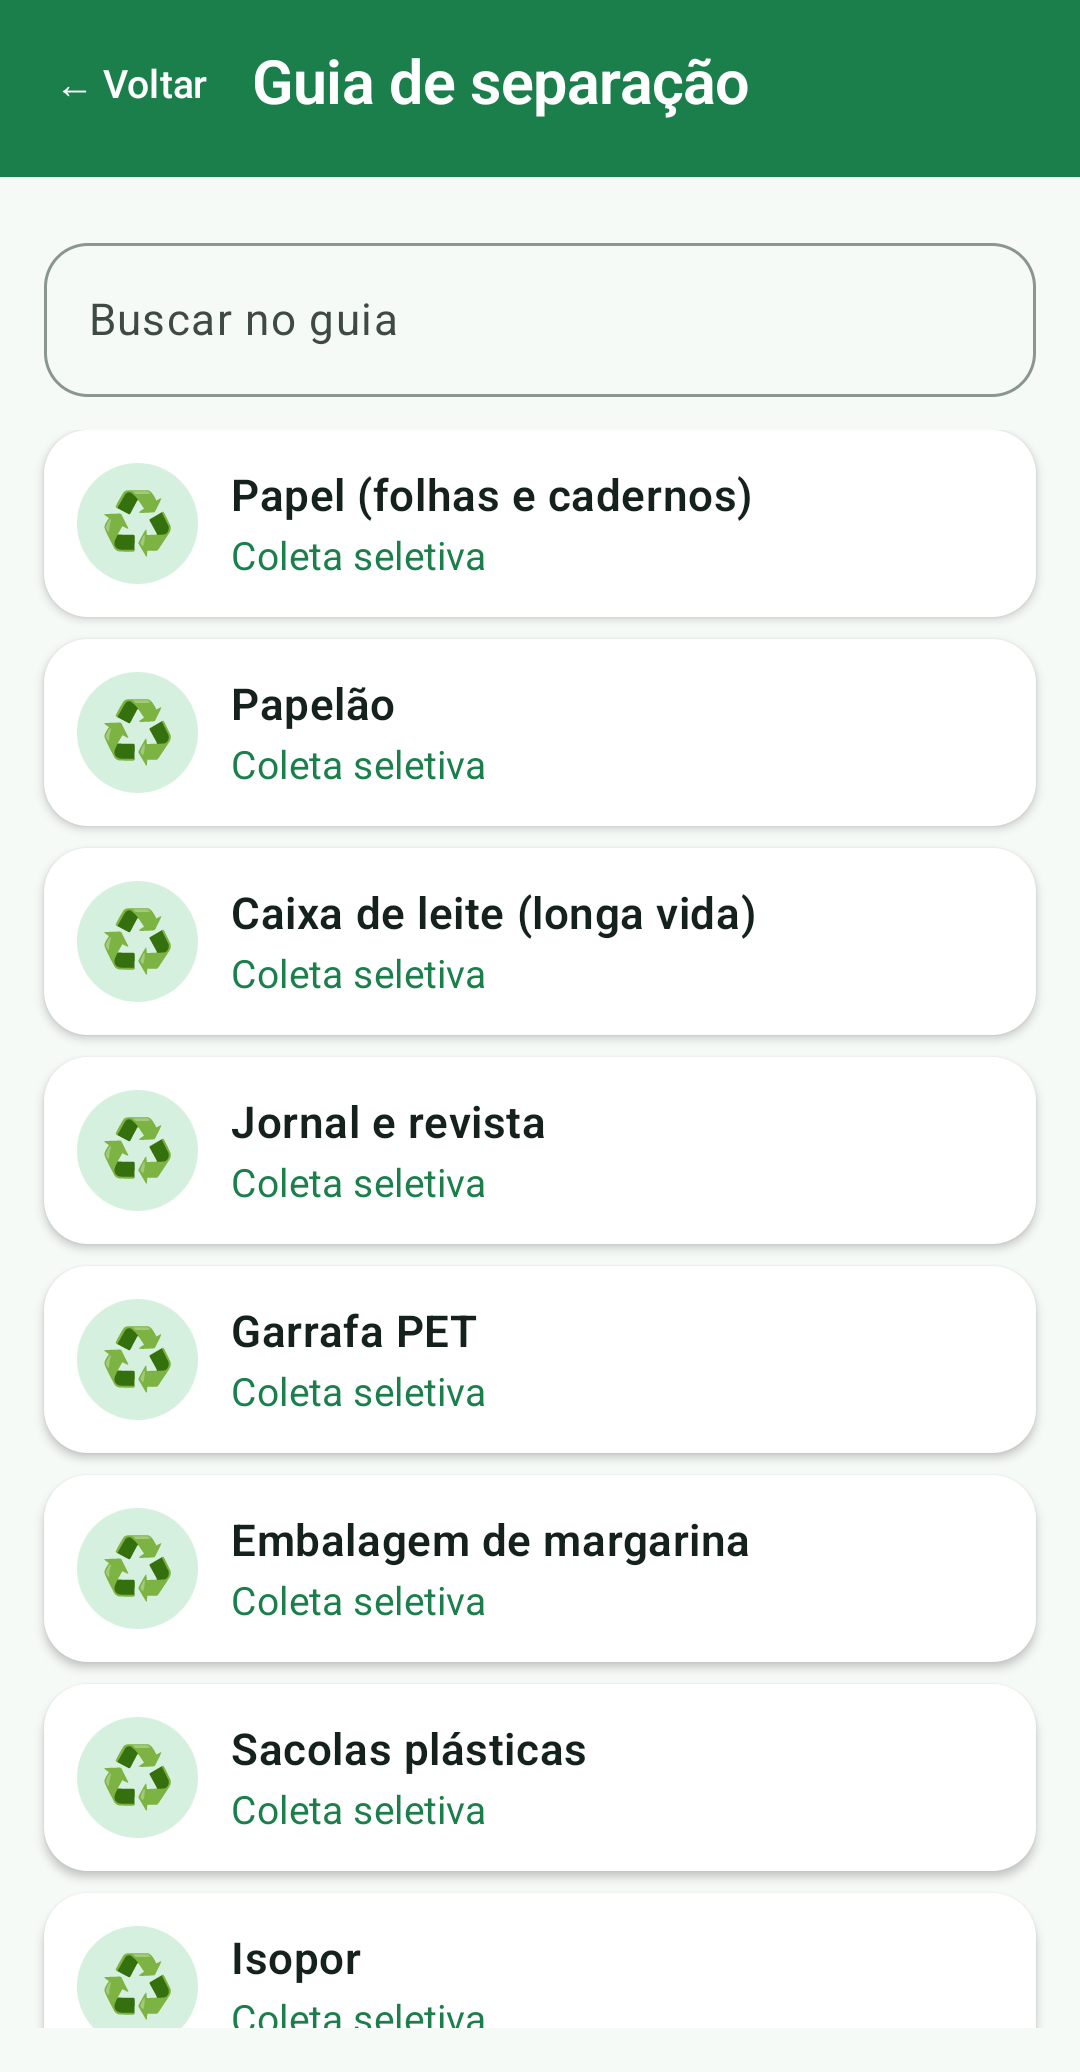 ← Voltar Guia de separação
Buscar no guia
Papel (folhas e cadernos)
Coleta seletiva
Papelão
Coleta seletiva
Caixa de leite (longa vida)
Coleta seletiva
Jornal e revista
Coleta seletiva
Garrafa PET
Coleta seletiva
Embalagem de margarina
Coleta seletiva
Sacolas plásticas
Coleta seletiva
Isopor
Coleta seletiva